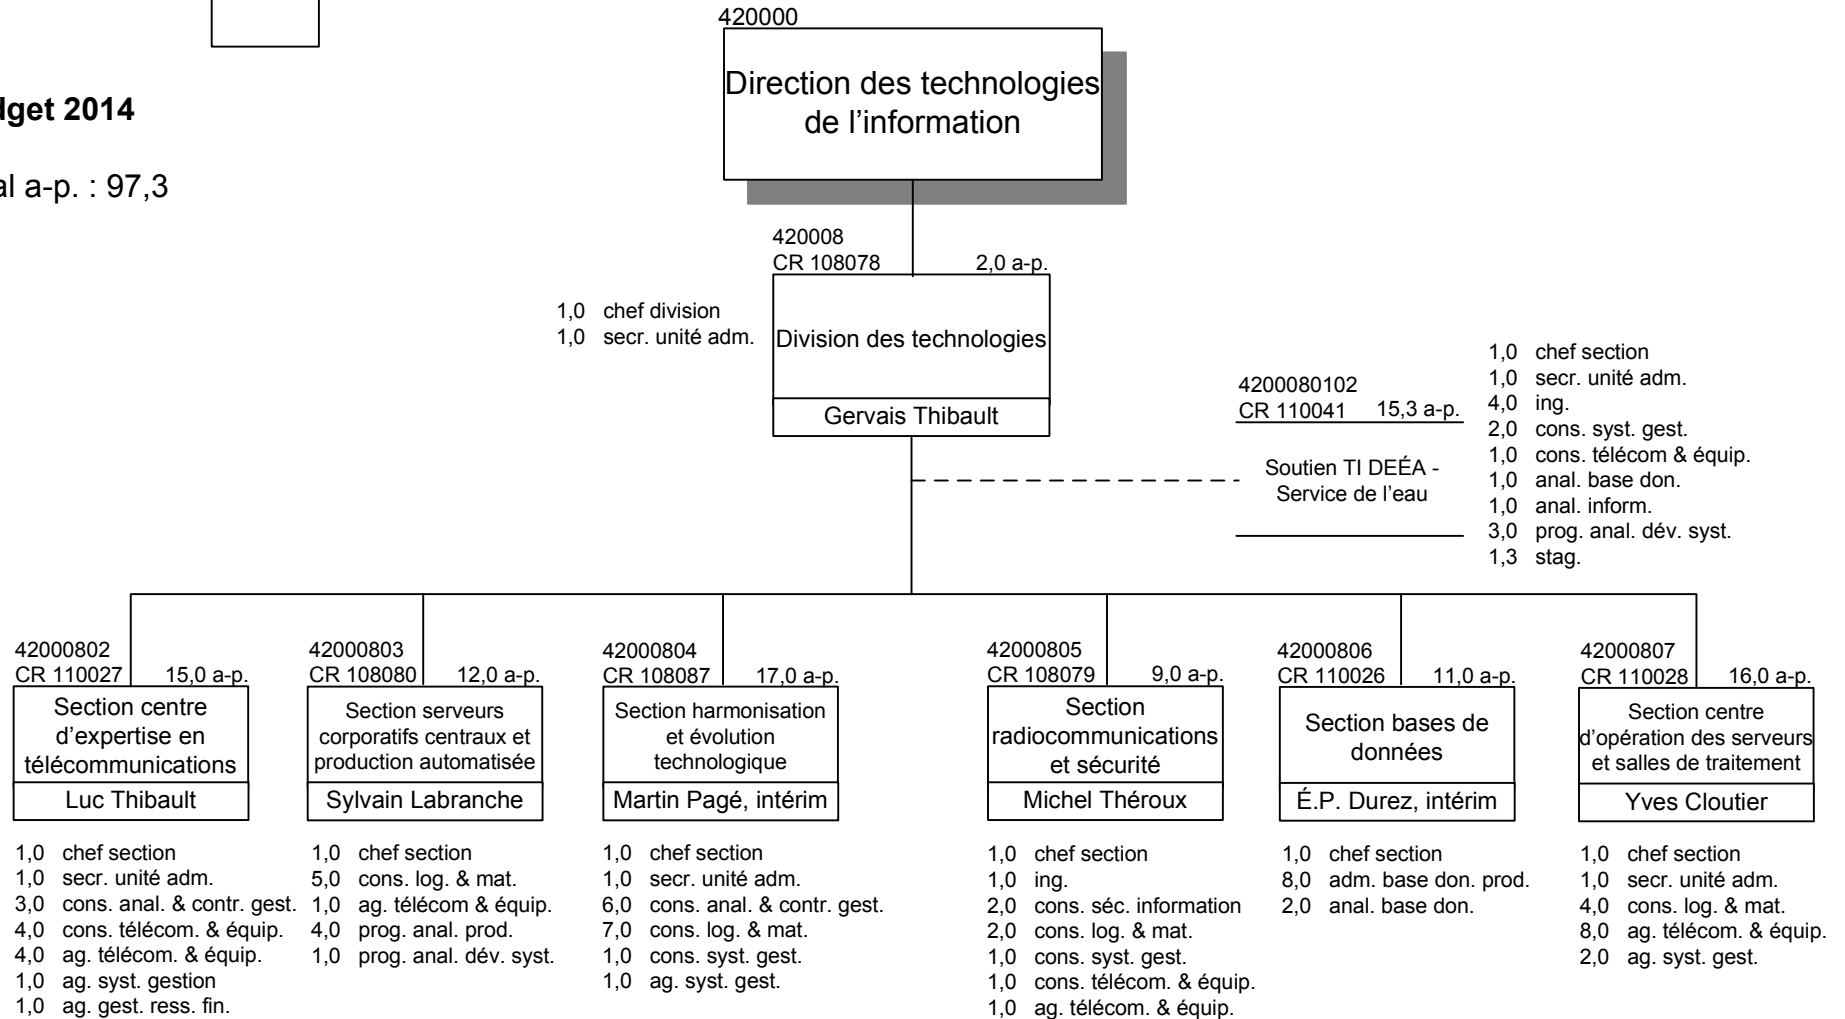 420000
Direction des technologies
de l'information
dget 2014
al a-p. : 97,3
420008
CR 108078 2,0 a-p.
1,0 chef division
1,0 secr. unité adm.
Division des technologies
Gervais Thibault
4200080102
CR 110041 15,3 a-p.
Soutien TI DEÉA -
Service de l'eau
1,0 chef section
1,0 secr. unité adm.
4,0 ing.
2,0 cons. syst. gest.
1,0 cons. télécom & équip.
1,0 anal. base don.
1,0 anal. inform.
3,0 prog. anal. dév. syst.
1,3 stag.
42000802
CR 110027 15,0 a-p.
Section centre
d'expertise en
télécommunications
Luc Thibault
1,0 chef section
1,0 secr. unité adm.
3,0 cons. anal. & contr. gest.
4,0 cons. télécom. & équip.
4,0 ag. télécom. & équip.
1,0 ag. syst. gestion
1,0 ag. gest. ress. fin.
42000803
CR 108080 12,0 a-p.
Section serveurs
corporatifs centraux et
production automatisée
Sylvain Labranche
1,0 chef section
5,0 cons. log. & mat.
1,0 ag. télécom & équip.
4,0 prog. anal. prod.
1,0 prog. anal. dév. syst.
42000804
CR 108087 17,0 a-p.
Section harmonisation
et évolution
technologique
Martin Pagé, intérim
1,0 chef section
1,0 secr. unité adm.
6,0 cons. anal. & contr. gest.
7,0 cons. log. & mat.
1,0 cons. syst. gest.
1,0 ag. syst. gest.
42000805
CR 108079 9,0 a-p.
Section
radiocommunications
et sécurité
Michel Théroux
1,0 chef section
1,0 ing.
2,0 cons. séc. information
2,0 cons. log. & mat.
1,0 cons. syst. gest.
1,0 cons. télécom. & équip.
1,0 ag. télécom. & équip.
42000806
CR 110026 11,0 a-p.
Section bases de
données
É.P. Durez, intérim
1,0 chef section
8,0 adm. base don. prod.
2,0 anal. base don.
42000807
CR 110028 16,0 a-p.
Section centre
d'opération des serveurs
et salles de traitement
Yves Cloutier
1,0 chef section
1,0 secr. unité adm.
4,0 cons. log. & mat.
8,0 ag. télécom. & équip.
2,0 ag. syst. gest.